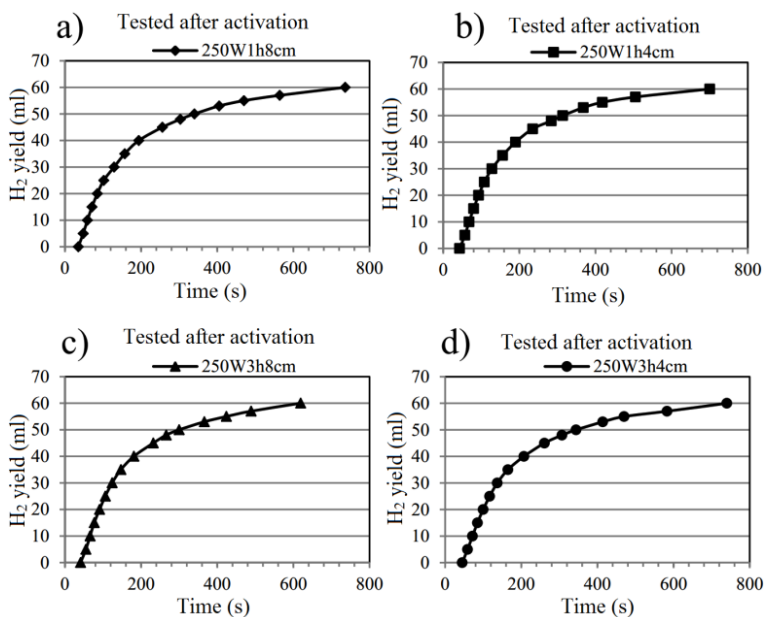 a)
Tested after activation
250W1h8cm
H₂ yield (ml)
70
60
50
40
30
20
10
0
0 200 400 600 800
Time (s)
b)
Tested after activation
250W1h4cm
H₂ yield (ml)
70
60
50
40
30
20
10
0
0 200 400 600 800
Time (s)
c)
Tested after activation
250W3h8cm
H₂ yield (ml)
70
60
50
40
30
20
10
0
0 200 400 600 800
Time (s)
d)
Tested after activation
250W3h4cm
H₂ yield (ml)
70
60
50
40
30
20
10
0
0 200 400 600 800
Time (s)